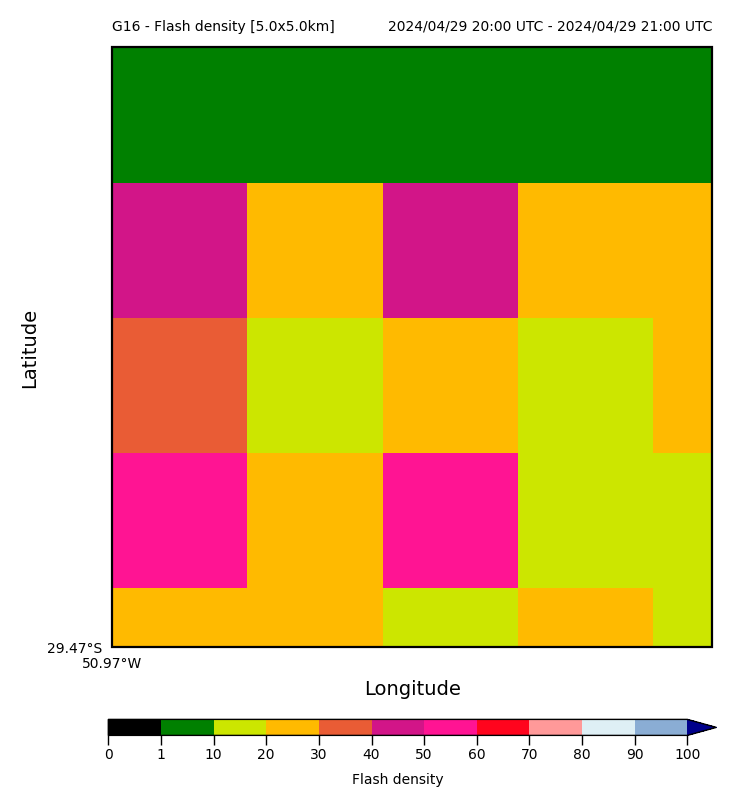 G16 - Flash density [5.0x5.0km] 2024/04/29 20:00 UTC - 2024/04/29 21:00 UTC
Latitude
29.47°S
50.97°W
Longitude
0 1 10 20 30 40 50 60 70 80 90 100
Flash density